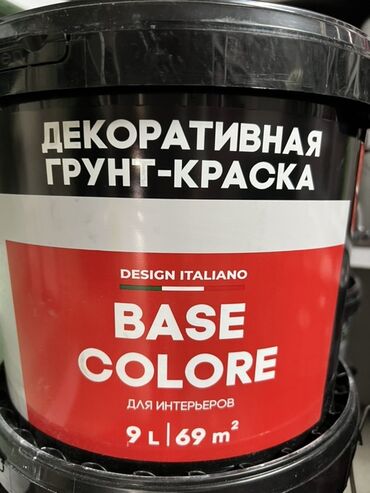 ДЕКОРАТИВНАЯ
ГРУНТ-КРАСКА
DESIGN ITALIANO
BASE
COLORE
ДЛЯ ИНТЕРЬЕРОВ
9 L | 69 m²